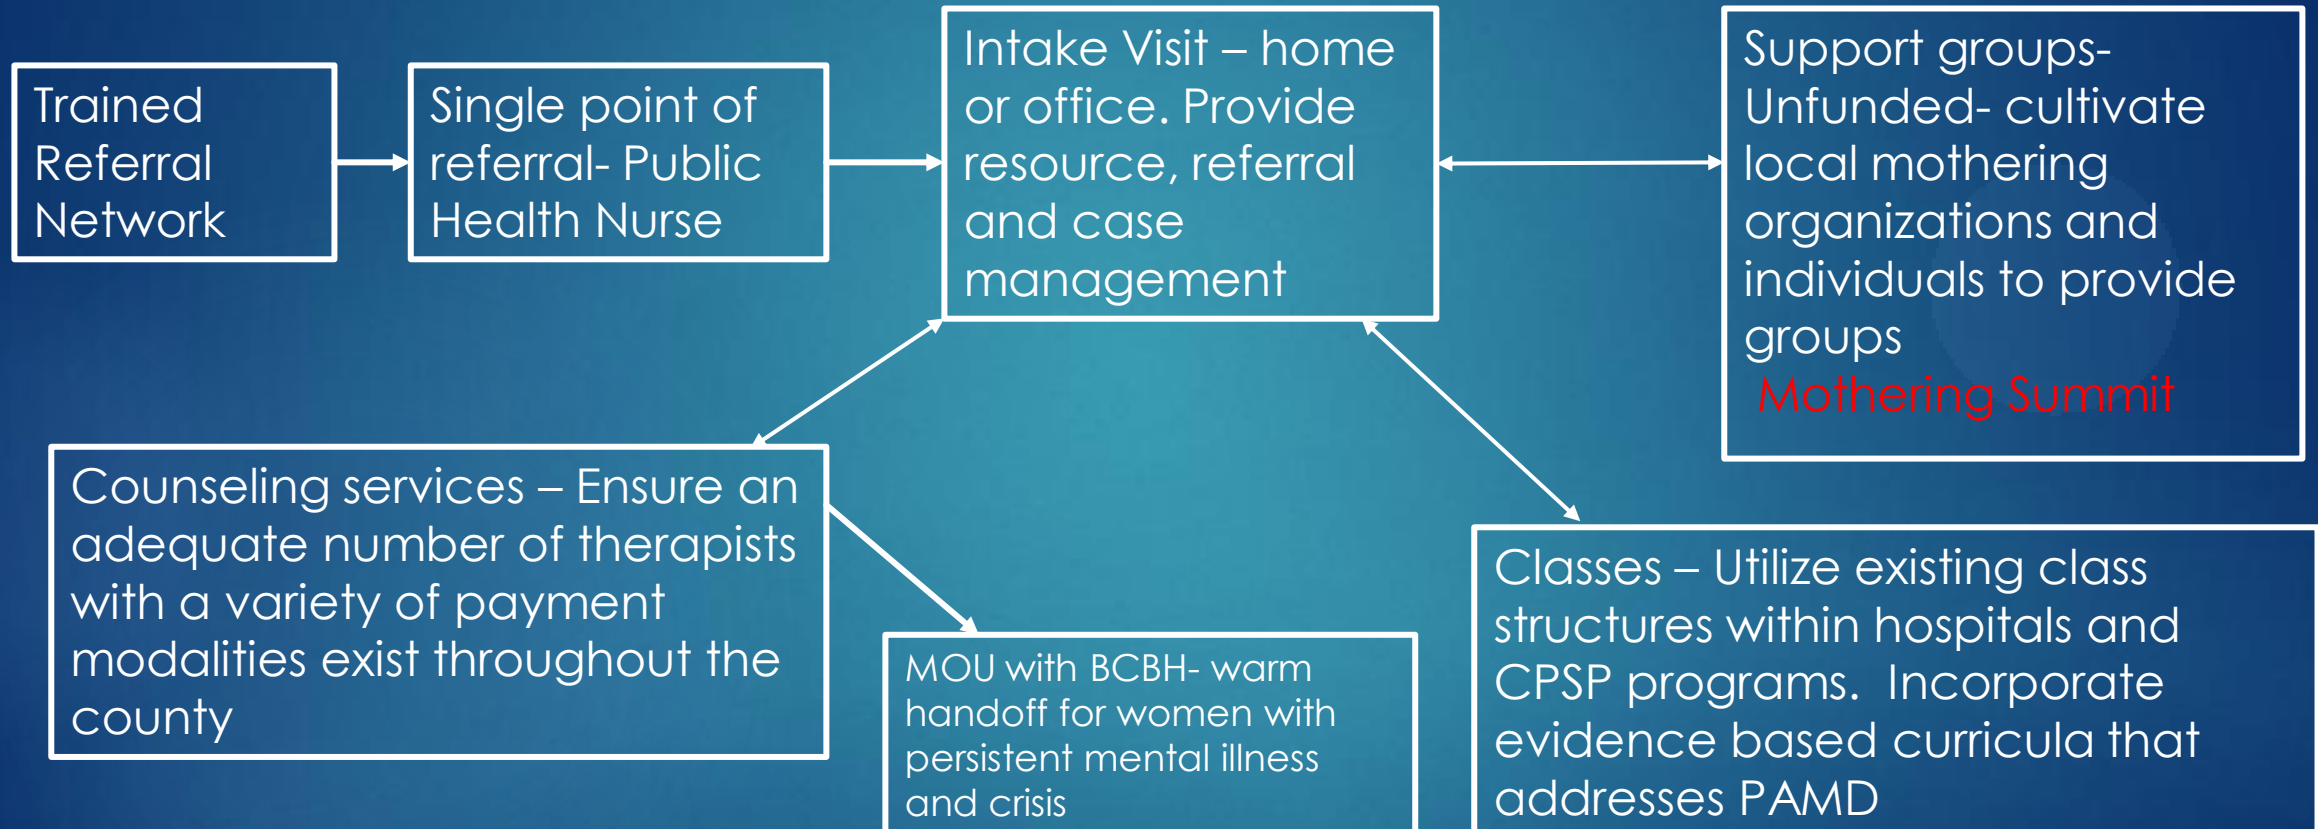 Trained
Referral
Network
Single point of
referral- Public
Health Nurse
Intake Visit – home
or office. Provide
resource, referral
and case
management
Support groups-
Unfunded- cultivate
local mothering
organizations and
individuals to provide
groups
Mothering Summit
Counseling services – Ensure an
adequate number of therapists
with a variety of payment
modalities exist throughout the
county
MOU with BCBH- warm
handoff for women with
persistent mental illness
and crisis
Classes – Utilize existing class
structures within hospitals and
CPSP programs.  Incorporate
evidence based curricula that
addresses PAMD